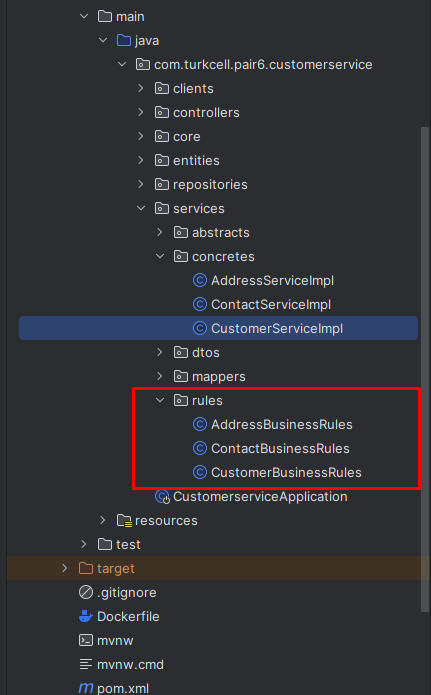 main
java
com.turkcell.pair6.customerservice
clients
controllers
core
entities
repositories
services
abstracts
concretes
AddressServiceImpl
ContactServiceImpl
CustomerServiceImpl
dtos
mappers
rules
AddressBusinessRules
ContactBusinessRules
CustomerBusinessRules
CustomerserviceApplication
resources
test
target
.gitignore
Dockerfile
mvnw
mvnw.cmd
pom.xml